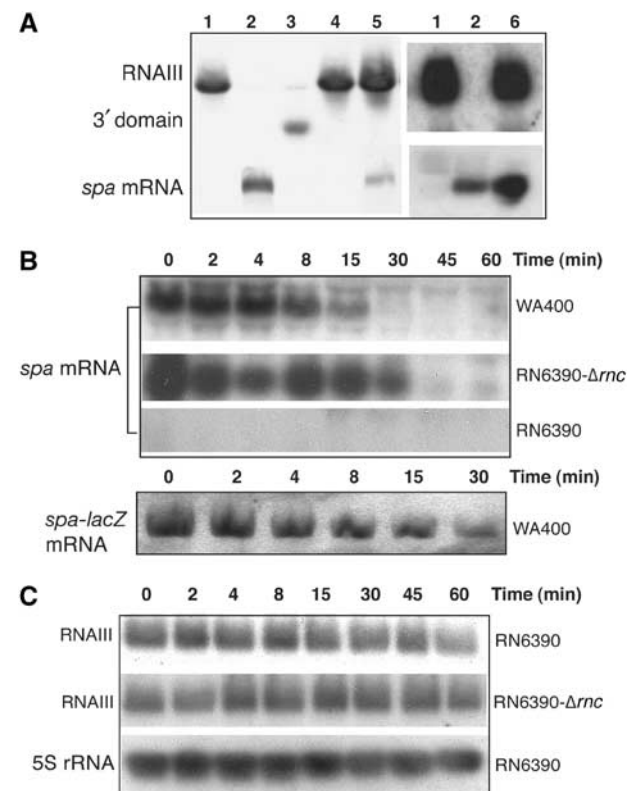 A
1 2 3 4 5 1 2 6
RNAIII
3′ domain
spa mRNA
B
0 2 4 8 15 30 45 60 Time (min)
WA400
spa mRNA
RN6390-Δrnc
RN6390
0 2 4 8 15 30 Time (min)
spa-lacZ
mRNA
WA400
C
0 2 4 8 15 30 45 60 Time (min)
RNAIII RN6390
RNAIII RN6390-Δrnc
5S rRNA RN6390